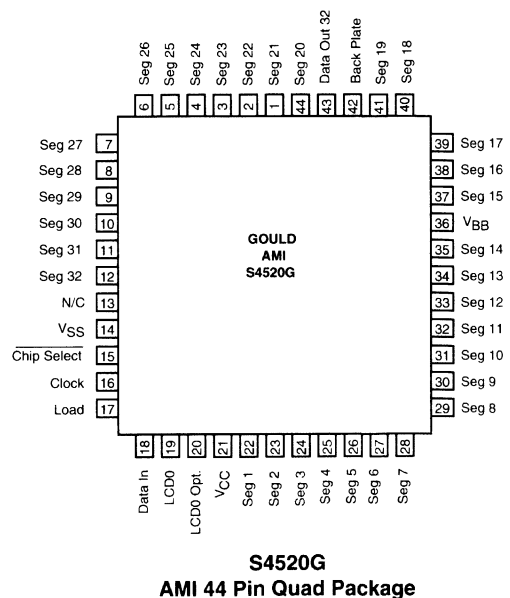 Seg 26
Seg 25
Seg 24
Seg 23
Seg 22
Seg 21
Seg 20
Data Out 32
Back Plate
Seg 19
Seg 18
6
5
4
3
2
1
44
43
42
41
40
Seg 27 7
Seg 28 8
Seg 29 9
Seg 30 10
Seg 31 11
Seg 32 12
N/C 13
VSS 14
Chip Select 15
Clock 16
Load 17
GOULD
AMI
S4520G
39 Seg 17
38 Seg 16
37 Seg 15
36 VBB
35 Seg 14
34 Seg 13
33 Seg 12
32 Seg 11
31 Seg 10
30 Seg 9
29 Seg 8
18
19
20
21
22
23
24
25
26
27
28
Data In
LCD0
LCD0 Opt.
VCC
Seg 1
Seg 2
Seg 3
Seg 4
Seg 5
Seg 6
Seg 7
S4520G
AMI 44 Pin Quad Package